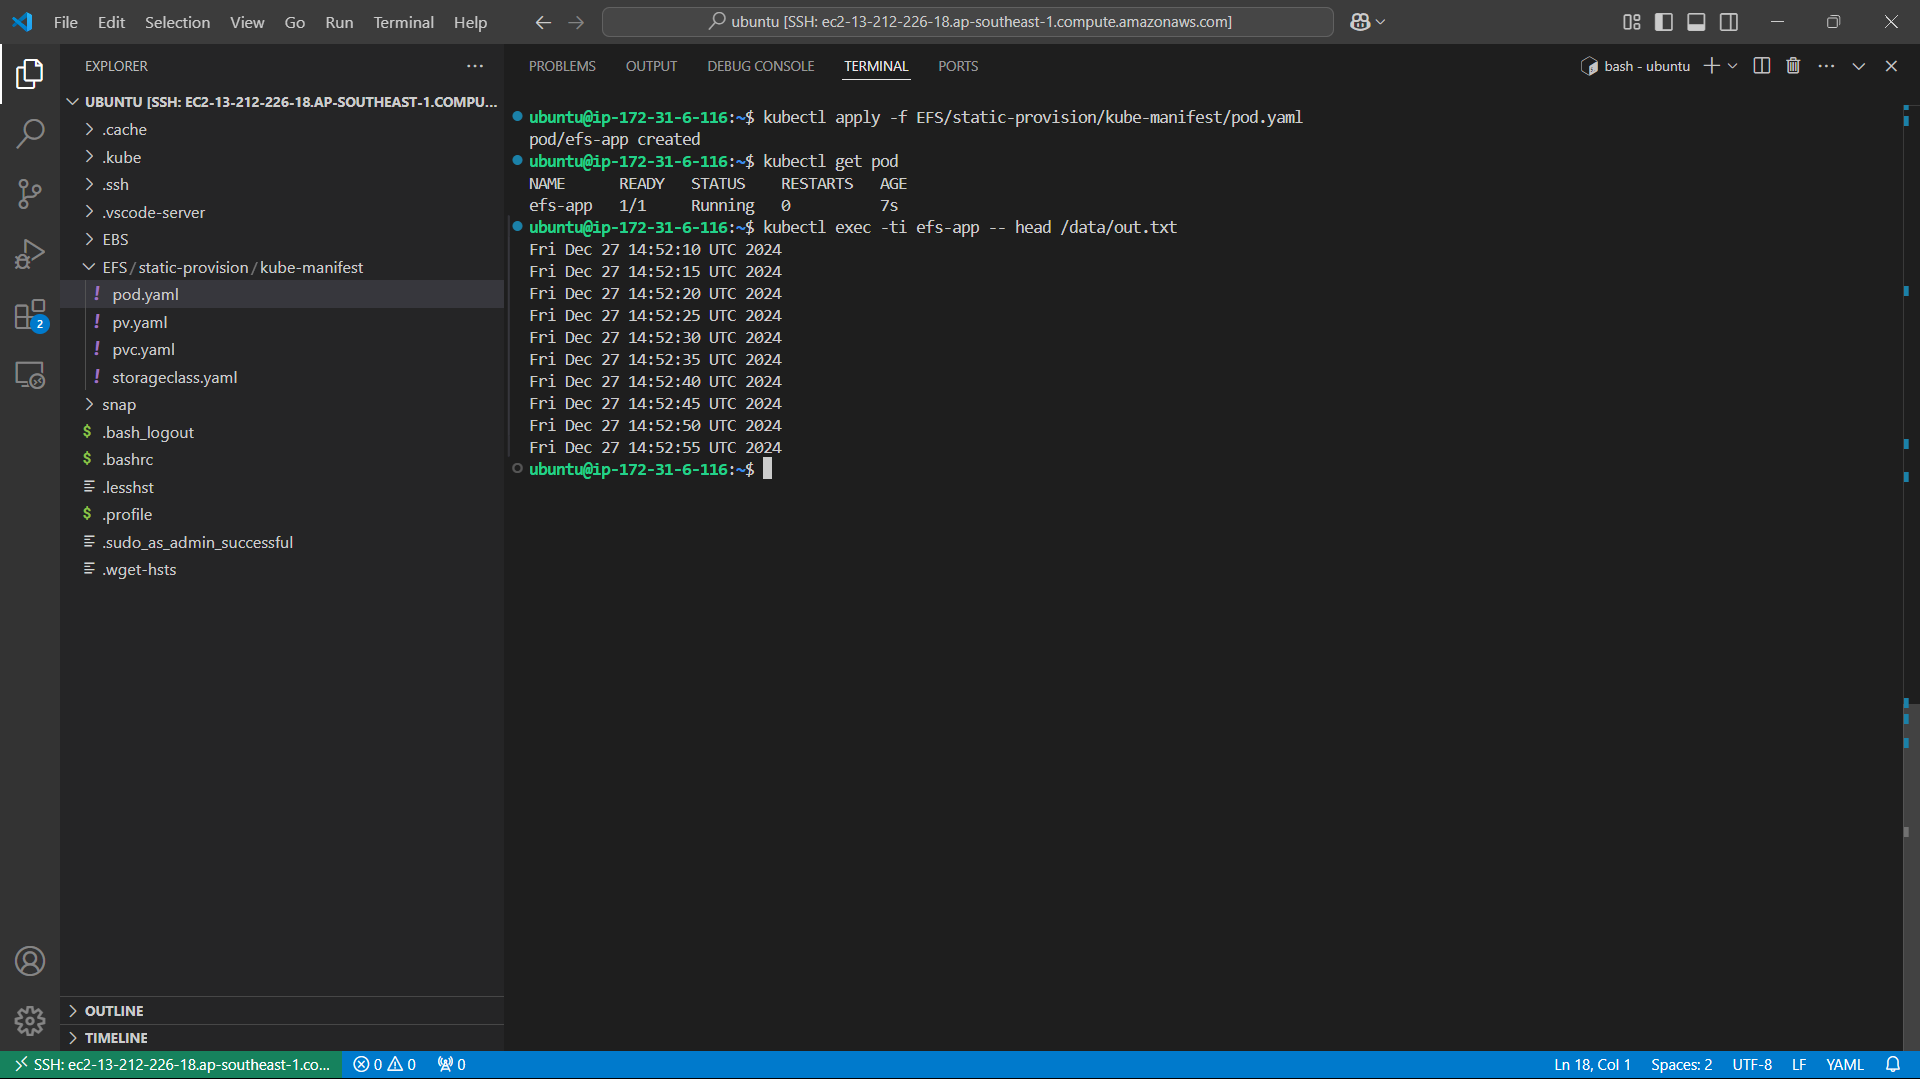 File Edit Selection View Go Run Terminal Help
ubuntu [SSH: ec2-13-212-226-18.ap-southeast-1.compute.amazonaws.com]
EXPLORER
UBUNTU [SSH: EC2-13-212-226-18.AP-SOUTHEAST-1.COMPU...
.cache
.kube
.ssh
.vscode-server
EBS
EFS/static-provision/kube-manifest
! pod.yaml
! pv.yaml
! pvc.yaml
! storageclass.yaml
snap
$ .bash_logout
$ .bashrc
.lesshst
$ .profile
.sudo_as_admin_successful
.wget-hsts
OUTLINE
TIMELINE
2
PROBLEMS OUTPUT DEBUG CONSOLE TERMINAL PORTS
bash - ubuntu
ubuntu@ip-172-31-6-116:~$ kubectl apply -f EFS/static-provision/kube-manifest/pod.yaml
pod/efs-app created
ubuntu@ip-172-31-6-116:~$ kubectl get pod
NAME READY STATUS RESTARTS AGE
efs-app 1/1 Running 0 7s
ubuntu@ip-172-31-6-116:~$ kubectl exec -ti efs-app -- head /data/out.txt
Fri Dec 27 14:52:10 UTC 2024
Fri Dec 27 14:52:15 UTC 2024
Fri Dec 27 14:52:20 UTC 2024
Fri Dec 27 14:52:25 UTC 2024
Fri Dec 27 14:52:30 UTC 2024
Fri Dec 27 14:52:35 UTC 2024
Fri Dec 27 14:52:40 UTC 2024
Fri Dec 27 14:52:45 UTC 2024
Fri Dec 27 14:52:50 UTC 2024
Fri Dec 27 14:52:55 UTC 2024
ubuntu@ip-172-31-6-116:~$
SSH: ec2-13-212-226-18.ap-southeast-1.co... 0 0 0 Ln 18, Col 1 Spaces: 2 UTF-8 LF YAML